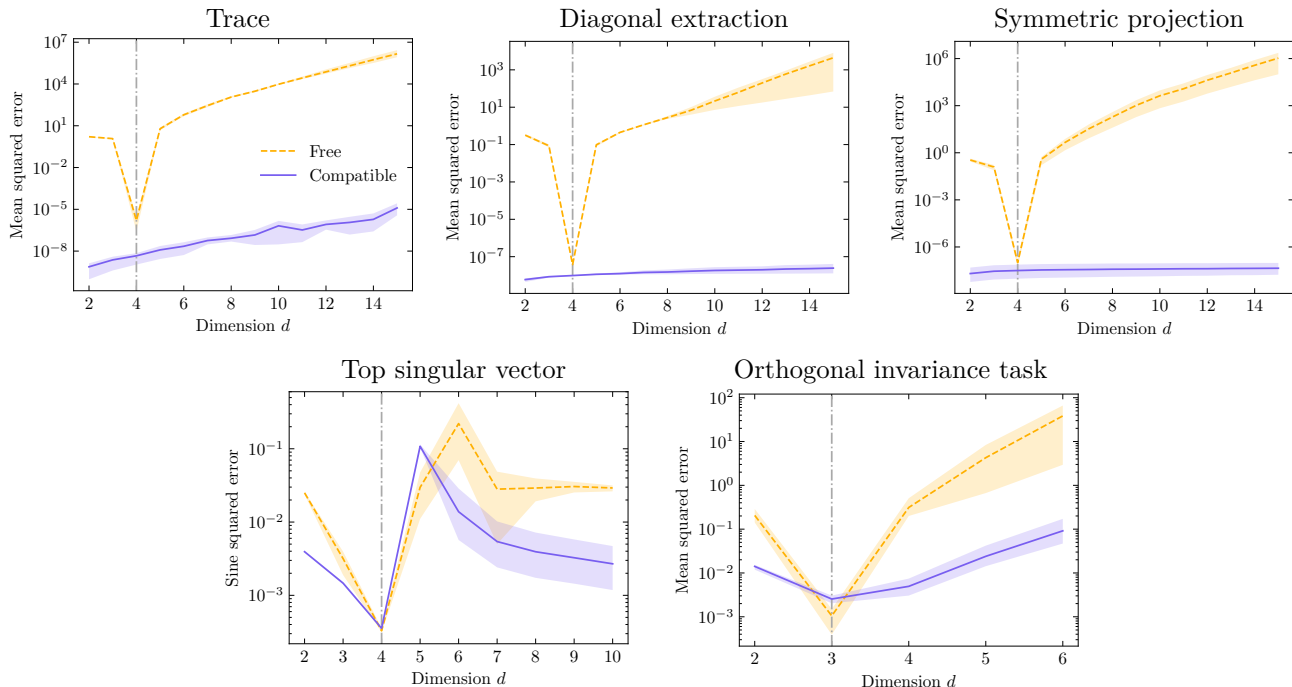 Trace
Mean squared error
10^7
10^4
10^1
10^−2
10^−5
10^−8
Free
Compatible
2 4 6 8 10 12 14
Dimension d
Diagonal extraction
Mean squared error
10^3
10^1
10^−1
10^−3
10^−5
10^−7
2 4 6 8 10 12 14
Dimension d
Symmetric projection
Mean squared error
10^6
10^3
10^0
10^−3
10^−6
2 4 6 8 10 12 14
Dimension d
Top singular vector
Sine squared error
10^−1
10^−2
10^−3
2 3 4 5 6 7 8 9 10
Dimension d
Orthogonal invariance task
Mean squared error
10^2
10^1
10^0
10^−1
10^−2
10^−3
2 3 4 5 6
Dimension d